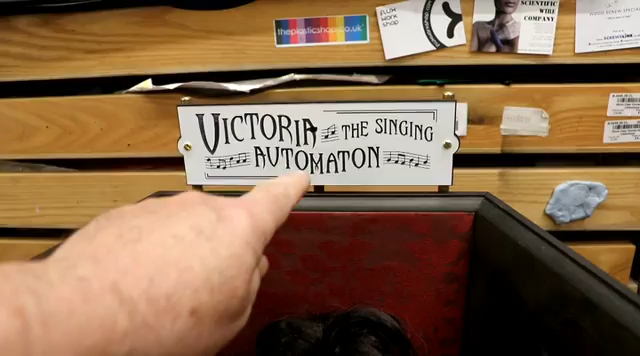 theplasticshop.co.uk
FLUX
WORK
SHOP
SCIENTIFIC
WIRE
COMPANY
VICTORIA THE SINGING
AUTOMATON